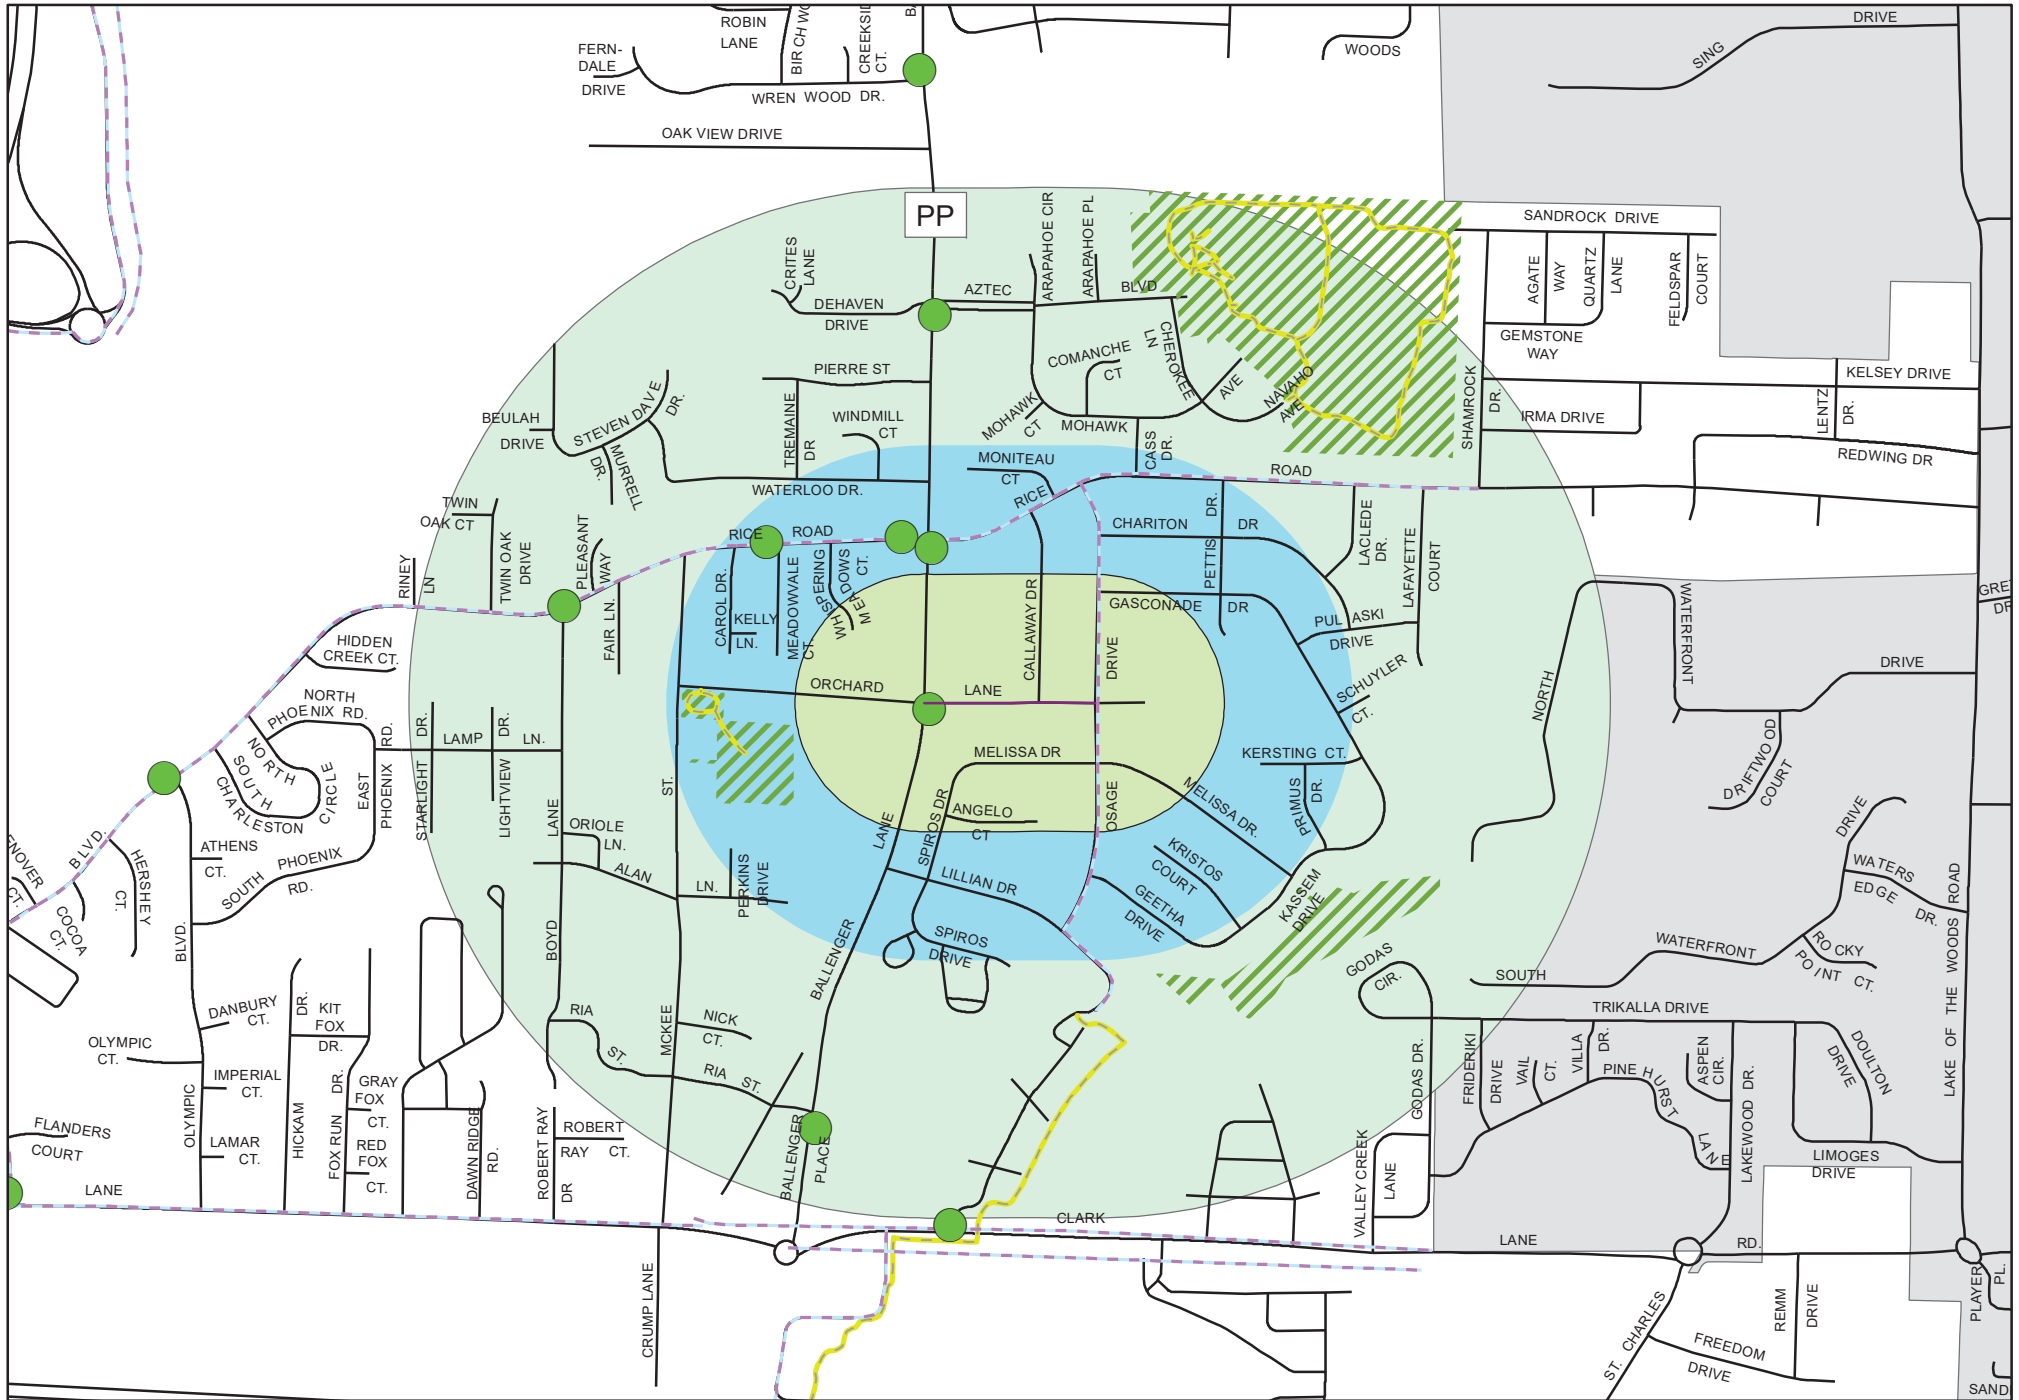 ROBIN
LANE
FERN-
DALE
DRIVE
CREEKSID
CT.
WREN WOOD DR.
OAK VIEW DRIVE
WOODS
SING
DRIVE
PP
CRITES
LANE
DEHAVEN
DRIVE
AZTEC
BLVD
ARAPAHOE CIR
ARAPAHOE PL
CHEROKEE
LN
COMANCHE
CT
MOHAWK
CT
MOHAWK
AVE
NAVAHO
AVE
CASS
DR.
PIERRE ST
TREMAINE
DR
WINDMILL
CT
BEULAH
DRIVE
STEVEN DAVE
DR.
MURRELL
DR.
WATERLOO DR.
MONITEAU
CT
RICE
ROAD
SANDROCK DRIVE
AGATE
WAY
QUARTZ
LANE
FELDSPAR
COURT
GEMSTONE
WAY
SHAMROCK
DR.
KELSEY DRIVE
IRMA DRIVE
LENTZ
DR.
REDWING DR
TWIN
OAK CT
TWIN OAK
DRIVE
PLEASANT
WAY
RINEY
LN
FAIR LN.
RICE
ROAD
CAROL DR.
KELLY
LN.
MEADOWVALE
CT.
WHISPERING
MEADOWS
CT.
CALLAWAY DR
CHARITON
DR
PETTIS
DR.
GASCONADE
DR
LACLEDE
DR.
LAFAYETTE
COURT
PULASKI
DRIVE
SCHUYLER
CT.
ORCHARD
LANE
OSAGE
DRIVE
MELISSA DR
MELISSA DR.
KERSTING CT.
PRIMUS
DR.
ANGELO
CT
SPIROS DR
LILLIAN DR
SPIROS
DRIVE
KRISTOS
COURT
GEETHA
DRIVE
KASSEM
DRIVE
BALLENGER
LANE
HIDDEN
CREEK CT.
NORTH
PHOENIX RD.
NORTH
SOUTH
CHARLESTON
CIRCLE
EAST
PHOENIX
RD.
SOUTH
PHOENIX
RD.
STARLIGHT
DR.
LAMP
LN.
LIGHTVIEW
DR.
BOYD
LANE
ORIOLE
LN.
ALAN
LN.
PERKINS
DRIVE
MCKEE
ST.
NICK
CT.
RIA
ST.
RIA
ST.
BALLENGER
PLACE
ROBERT RAY
DR
ROBERT
RAY CT.
ATHENS
CT.
BLVD.
HERSHEY
CT.
COCOA
CT.
ENOVER
CT.
OLYMPIC
BLVD.
DANBURY
CT.
OLYMPIC
CT.
IMPERIAL
CT.
LAMAR
CT.
FLANDERS
COURT
HICKAM
DR.
KIT
FOX
DR.
FOX RUN
DR.
GRAY
FOX
CT.
RED
FOX
CT.
DAWN RIDGE
RD.
LANE
CRUMP LANE
CLARK
LANE
RD.
GODAS
CIR.
GODAS DR.
VALLEY CREEK
LANE
NORTH
WATERFRONT
DRIVE
DRIFTWOOD
COURT
DRIVE
WATERS
EDGE
DR.
ROCKY
POINT CT.
WATERFRONT
SOUTH
TRIKALLA DRIVE
FRIDERIKI
DRIVE
VAIL
CT.
VILLA
DR.
PINEHURST
LANE
ASPEN
CIR.
LAKEWOOD DR.
DOULTON
DRIVE
LIMOGES
DRIVE
LAKE OF THE WOODS ROAD
ST. CHARLES
REMM
DRIVE
FREEDOM
DRIVE
PLAYER
PL.
SAND